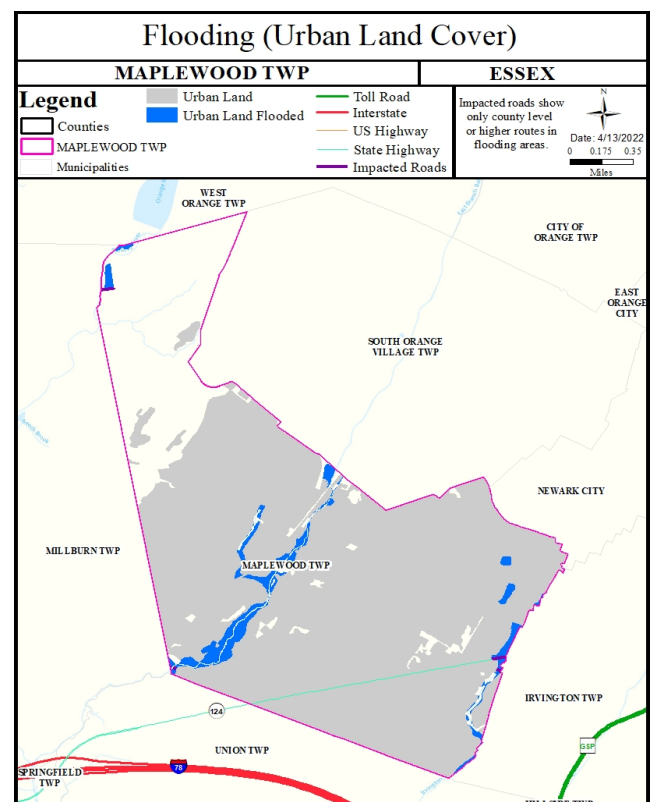 Flooding (Urban Land Cover)
MAPLEWOOD TWP
ESSEX
Legend
Counties
MAPLEWOOD TWP
Municipalities
Urban Land
Urban Land Flooded
Toll Road
Interstate
US Highway
State Highway
Impacted Roads
Impacted roads show
only county level
or higher routes in
flooding areas.
N
Date: 4/13/2022
0 0.175 0.35
Miles
WEST
ORANGE TWP
CITY OF
ORANGE TWP
EAST
ORANGE
CITY
SOUTH ORANGE
VILLAGE TWP
NEWARK CITY
MILLBURN TWP
MAPLEWOOD TWP
IRVINGTON TWP
124
UNION TWP
GSP
78
SPRINGFIELD
TWP